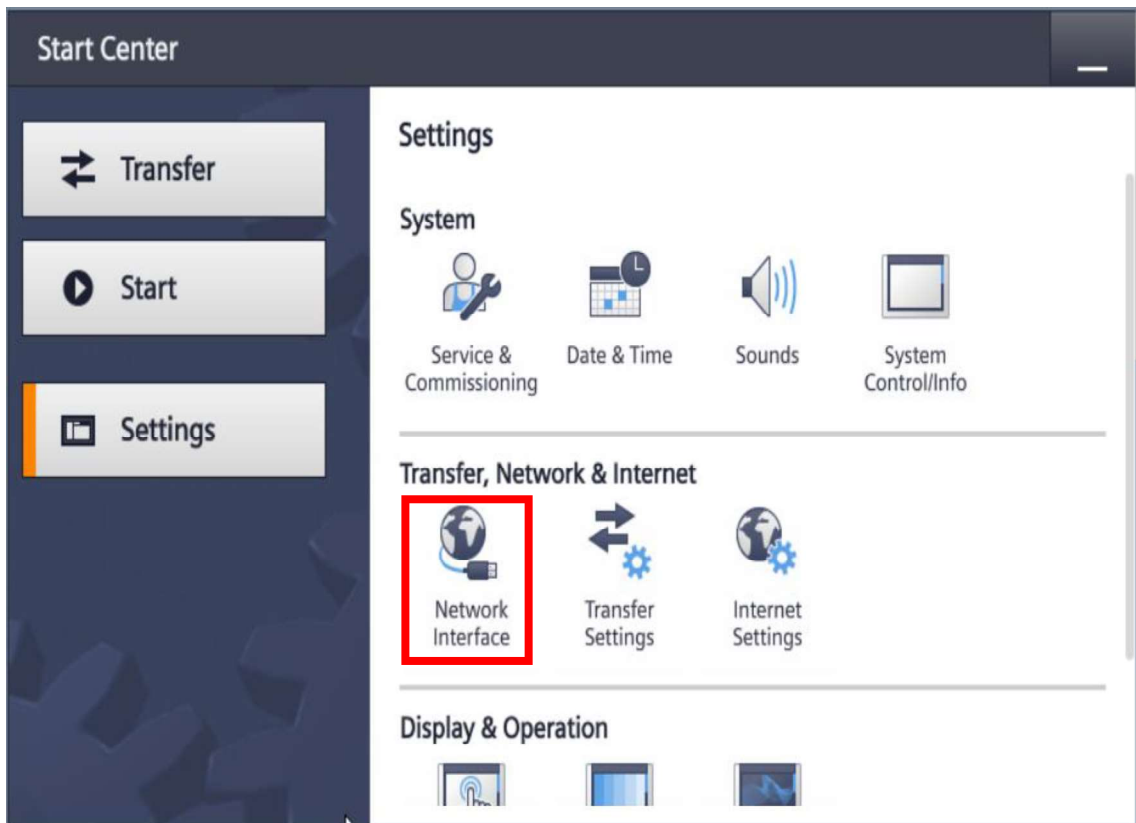 Start Center
Transfer
Start
Settings
Settings
System
Service &
Commissioning
Date & Time
Sounds
System
Control/Info
Transfer, Network & Internet
Network
Interface
Transfer
Settings
Internet
Settings
Display & Operation